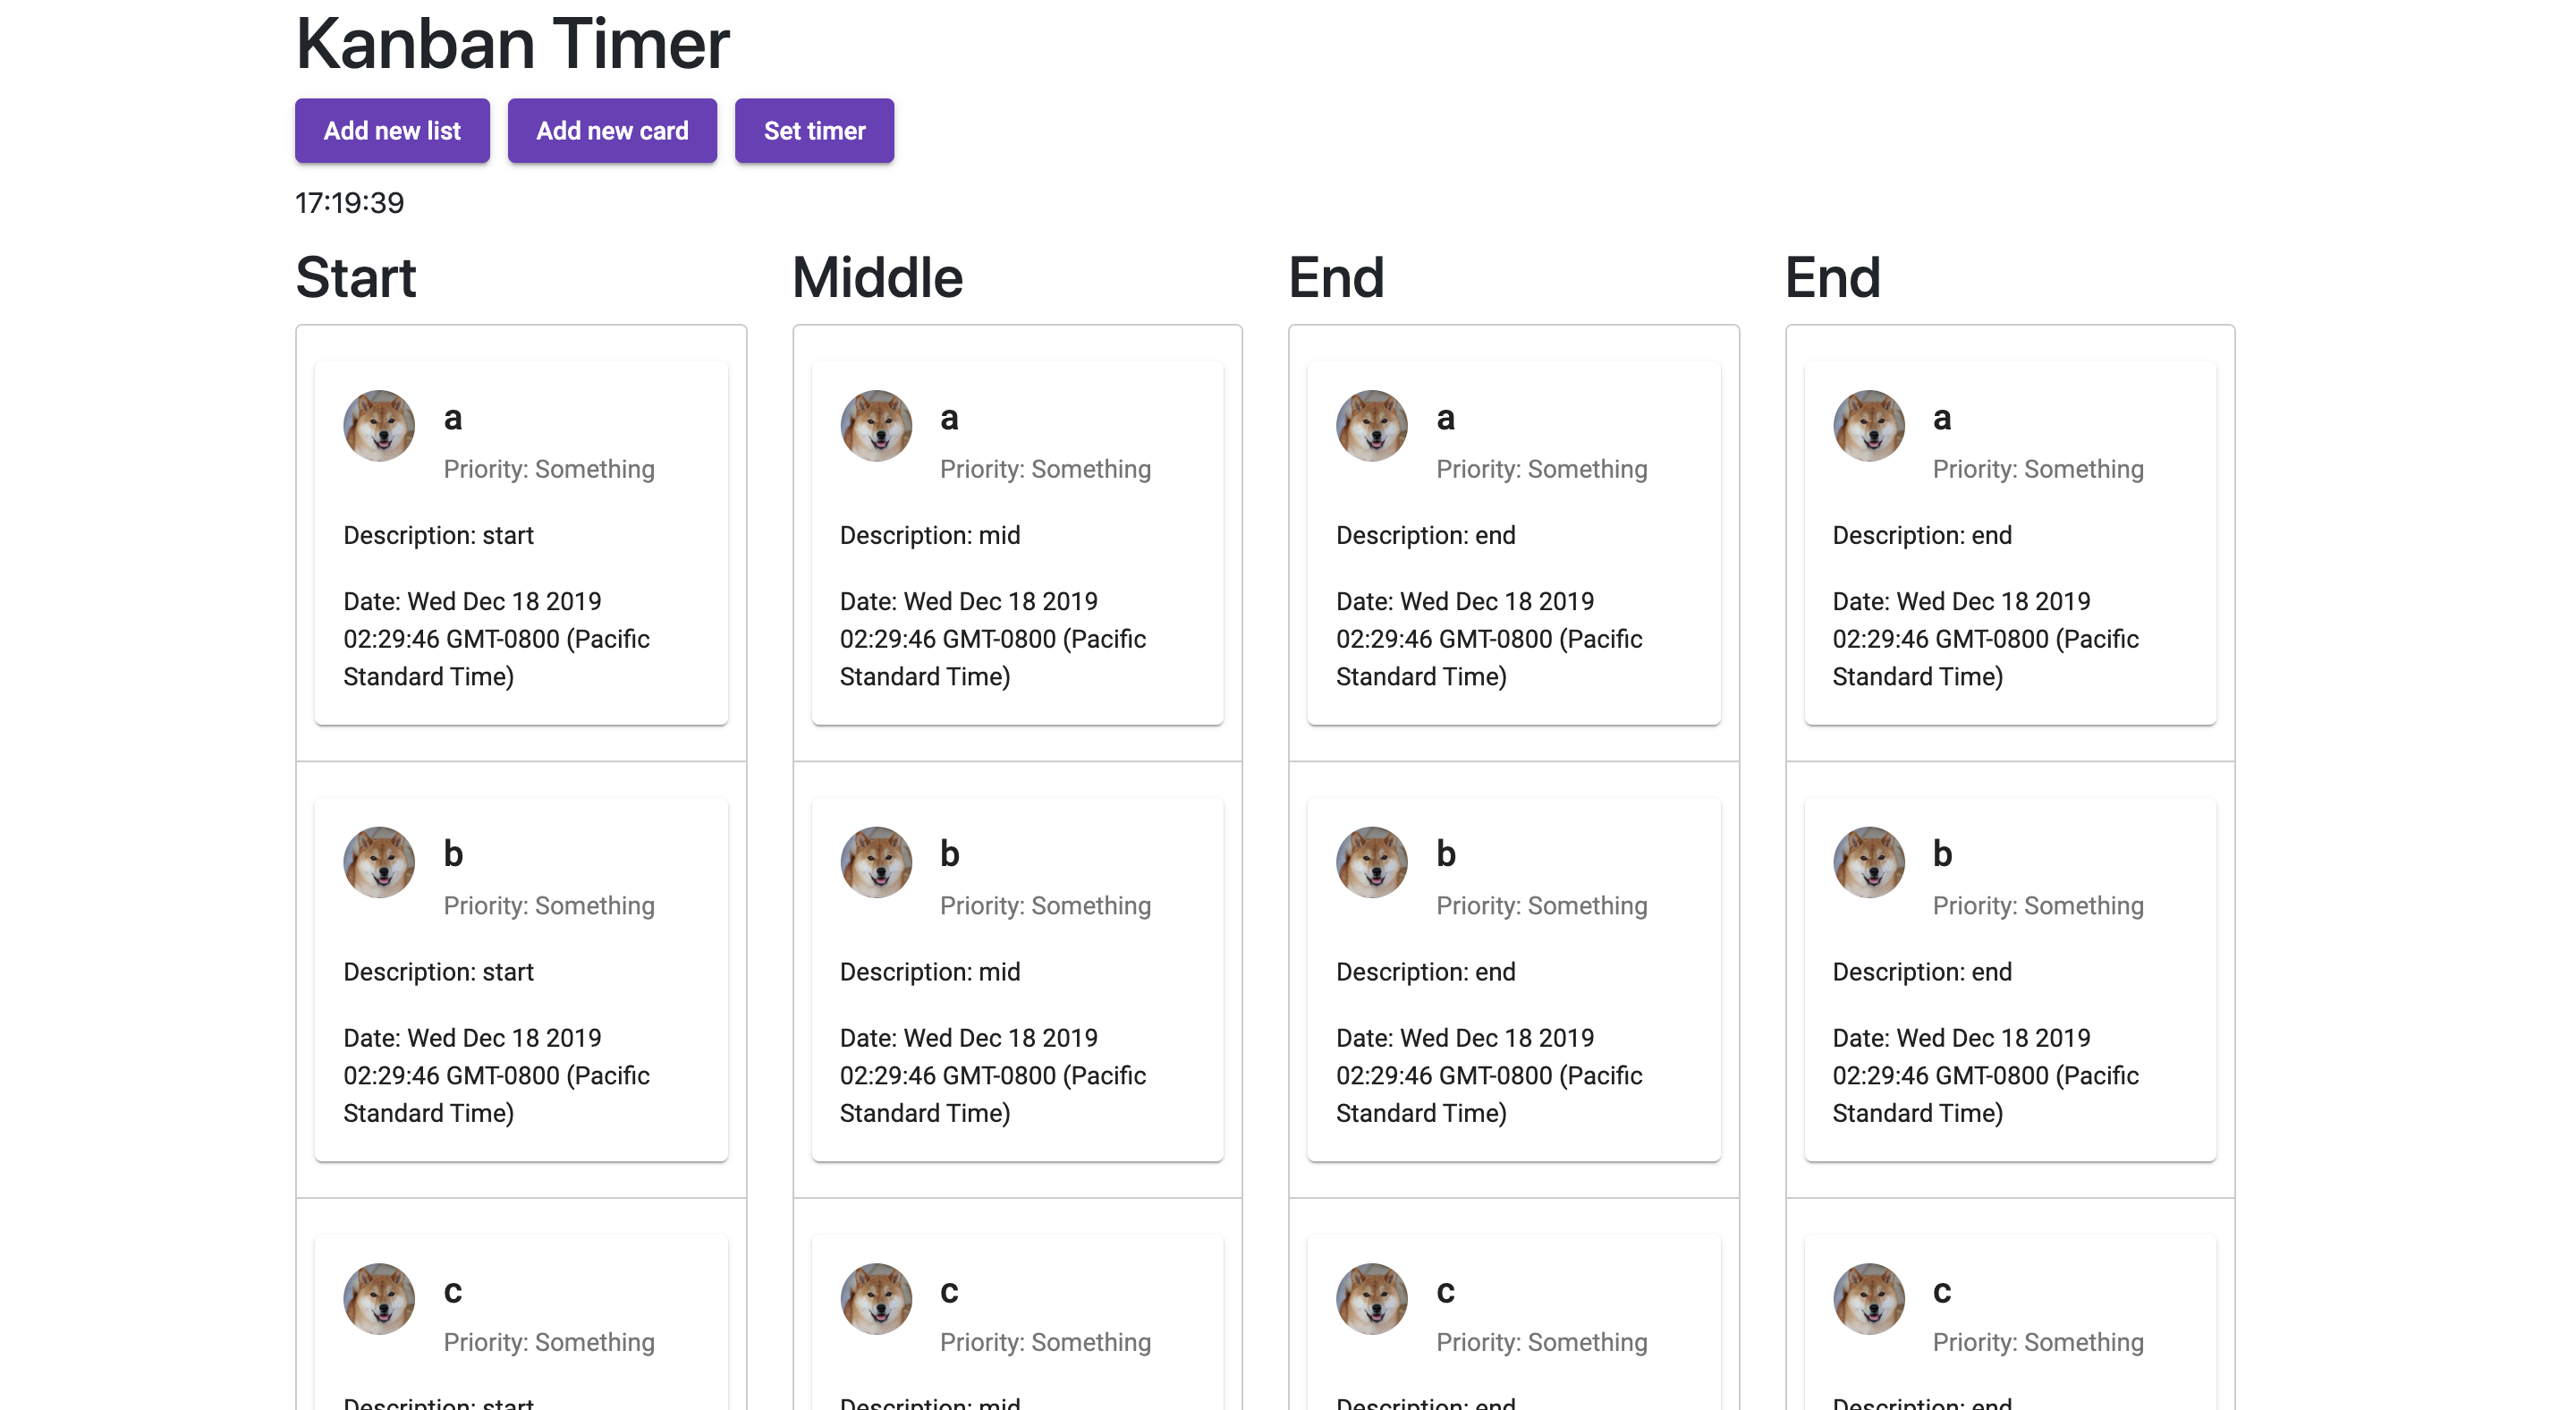 Kanban Timer
Add new list
Add new card
Set timer
17:19:39
Start
a
Priority: Something
Description: start
Date: Wed Dec 18 2019
02:29:46 GMT-0800 (Pacific
Standard Time)
b
Priority: Something
Description: start
Date: Wed Dec 18 2019
02:29:46 GMT-0800 (Pacific
Standard Time)
c
Priority: Something
Description: start
Middle
a
Priority: Something
Description: mid
Date: Wed Dec 18 2019
02:29:46 GMT-0800 (Pacific
Standard Time)
b
Priority: Something
Description: mid
Date: Wed Dec 18 2019
02:29:46 GMT-0800 (Pacific
Standard Time)
c
Priority: Something
Description: mid
End
a
Priority: Something
Description: end
Date: Wed Dec 18 2019
02:29:46 GMT-0800 (Pacific
Standard Time)
b
Priority: Something
Description: end
Date: Wed Dec 18 2019
02:29:46 GMT-0800 (Pacific
Standard Time)
c
Priority: Something
Description: end
End
a
Priority: Something
Description: end
Date: Wed Dec 18 2019
02:29:46 GMT-0800 (Pacific
Standard Time)
b
Priority: Something
Description: end
Date: Wed Dec 18 2019
02:29:46 GMT-0800 (Pacific
Standard Time)
c
Priority: Something
Description: end